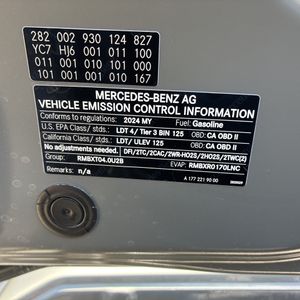 282 002 930 124 827
YC7 HJ6 001 011 100
000 001 001 001 011
101 001 001 010 167
MERCEDES-BENZ AG
VEHICLE EMISSION CONTROL INFORMATION
Conforms to regulations: 2024 MY Fuel: Gasoline
U.S. EPA Class / stds.: LDT 4/ Tier 3 BIN 125 OBD: CA OBD II
California Class / stds.: LDT/ ULEV 125 OBD: CA OBD II
No adjustments needed. DFI/2TC/2CAC/2WR-HO2S/2HO2S/2TWC(2)
Group: RMBXT04.0U2B EVAP: RMBXR0170LNC
Remarks: n/a
A 177 221 90 00